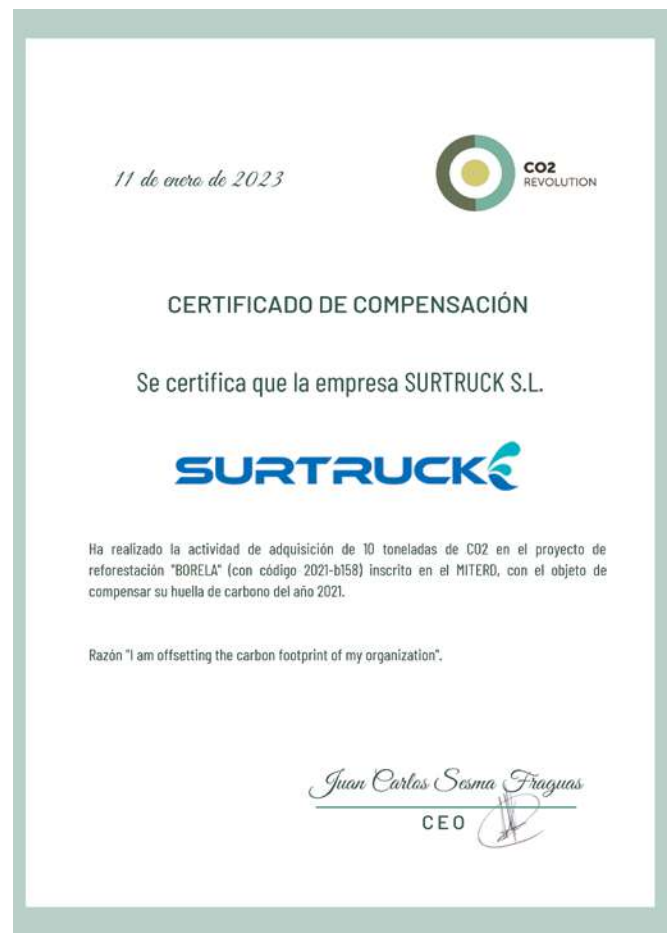 11 de enero de 2023
CO2
REVOLUTION
CERTIFICADO DE COMPENSACIÓN
Se certifica que la empresa SURTRUCK S.L.
SURTRUCK
Ha realizado la actividad de adquisición de 10 toneladas de CO2 en el proyecto de
reforestación "BORELA" (con código 2021-b158) inscrito en el MITERD, con el objeto de
compensar su huella de carbono del año 2021.
Razón "I am offsetting the carbon footprint of my organization".
Juan Carlos Sesma Fraguas
CEO